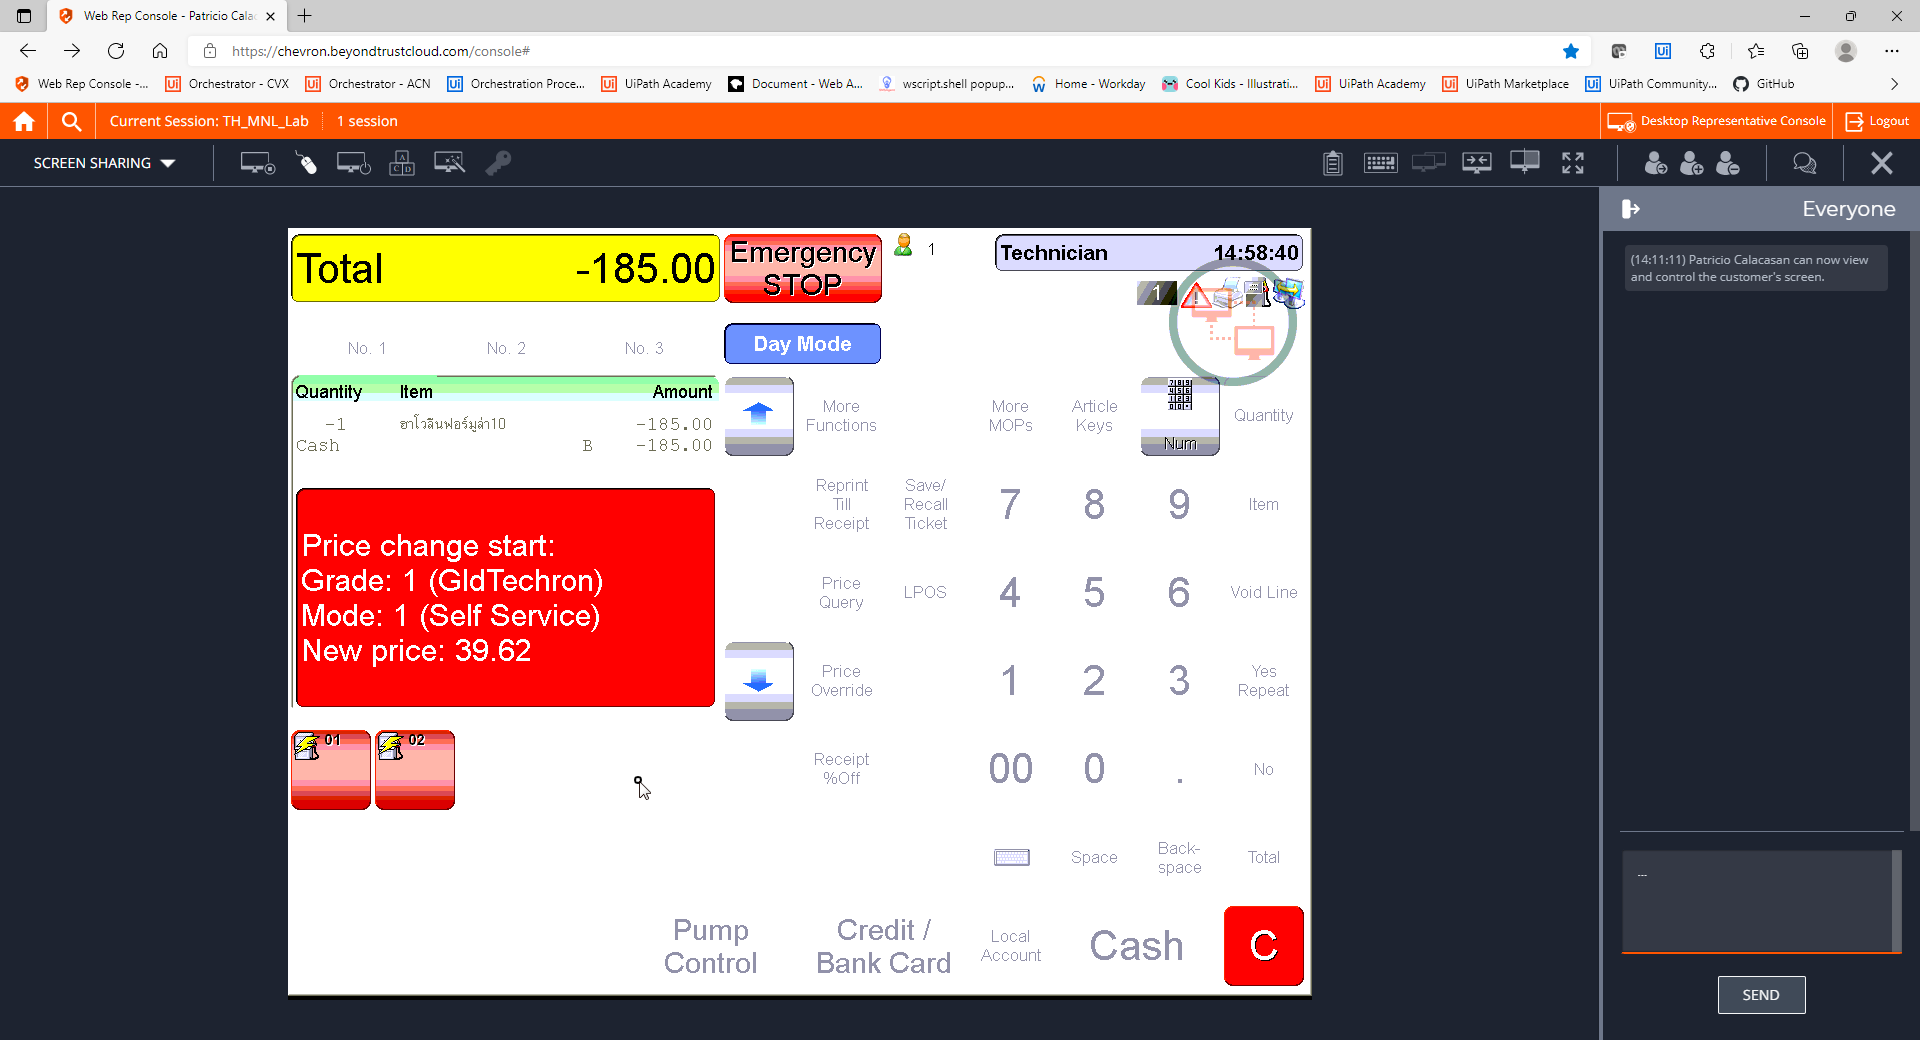 Web Rep Console - Patricio Cala
https://chevron.beyondtrustcloud.com/console#
Web Rep Console -...
Orchestrator - CVX
Orchestrator - ACN
Orchestration Proce...
UiPath Academy
Document - Web A...
wscript.shell popup...
Home - Workday
Cool Kids - Illustrati...
UiPath Academy
UiPath Marketplace
UiPath Community...
GitHub
Current Session: TH_MNL_Lab
1 session
Desktop Representative Console
Logout
SCREEN SHARING
Everyone
(14:11:11) Patricio Calacasan can now view
and control the customer's screen.
Total -185.00
Emergency
STOP
1
Technician 14:58:40
1
No. 1 No. 2 No. 3
Day Mode
Quantity Item Amount
-1 ฮาโวลีนฟอร์มูล่า10 -185.00
Cash B -185.00
Price change start:
Grade: 1 (GldTechron)
Mode: 1 (Self Service)
New price: 39.62
01
02
More
Functions
More
MOPs
Article
Keys
Num
Quantity
Reprint
Till
Receipt
Save/
Recall
Ticket
7
8
9
Item
Price
Query
LPOS
4
5
6
Void Line
Price
Override
1
2
3
Yes
Repeat
Receipt
%Off
00
0
.
No
Space
Back-
space
Total
Pump
Control
Credit /
Bank Card
Local
Account
Cash
C
...
SEND